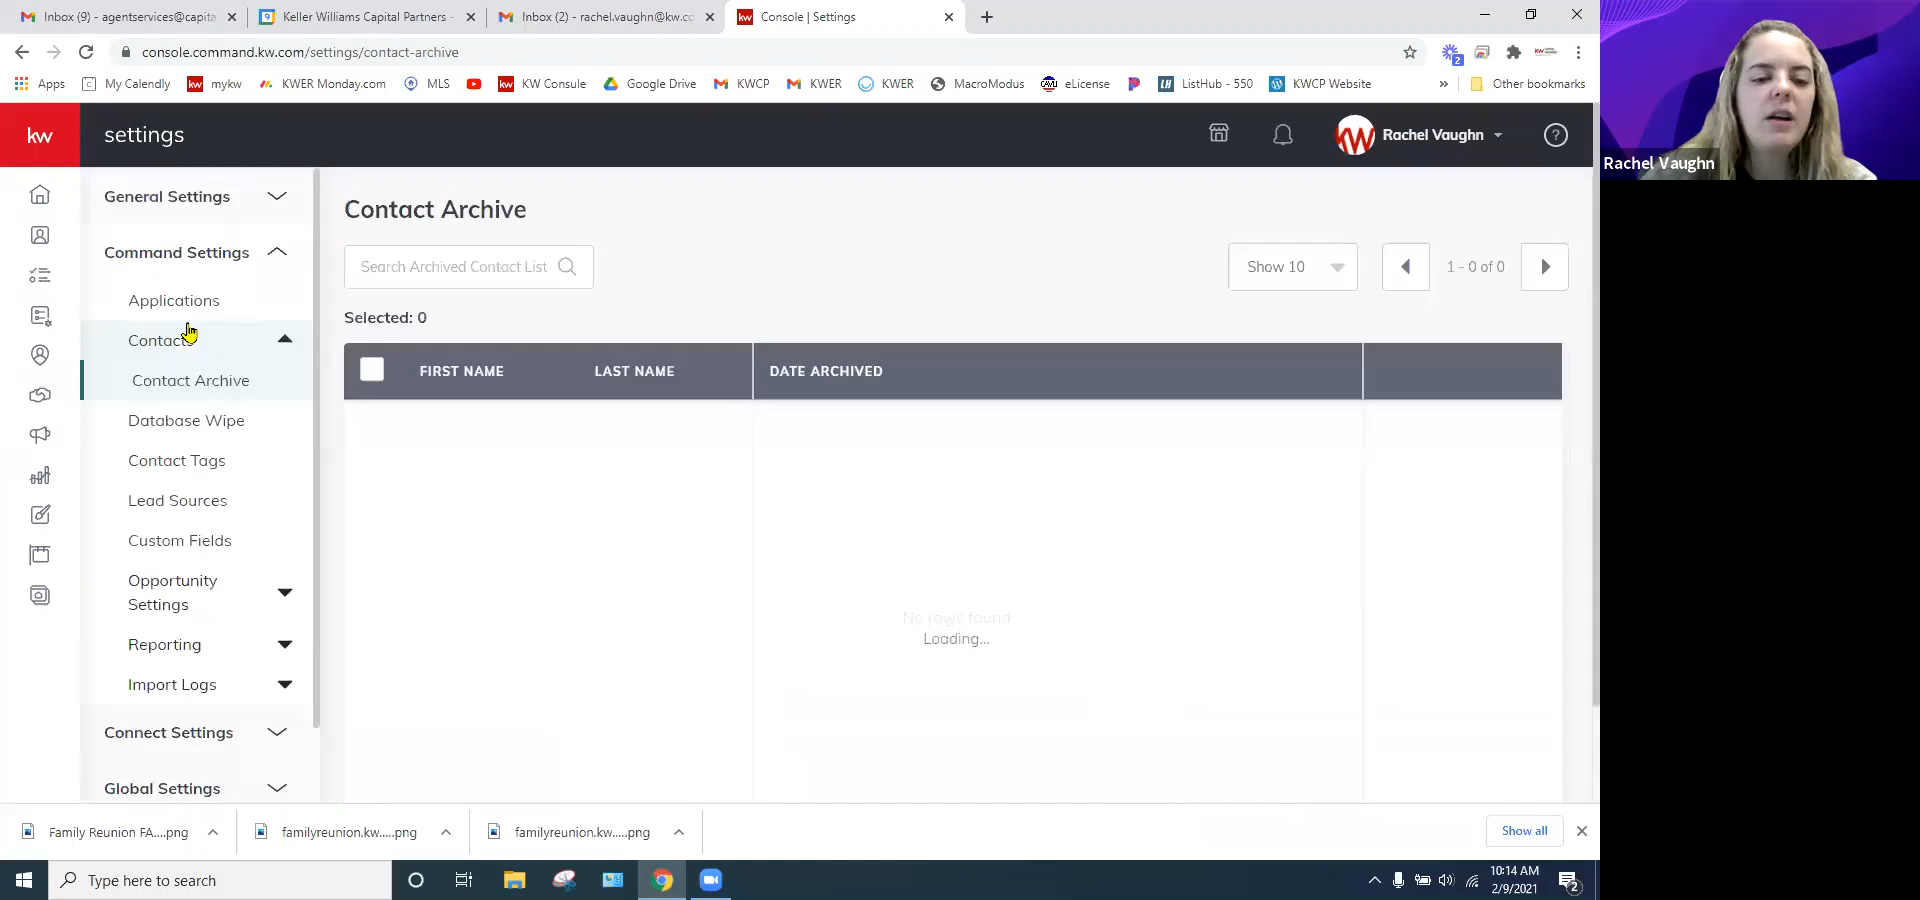 Inbox (9) - agentservices@capita
Keller Williams Capital Partners -
Inbox (2) - rachel.vaughn@kw.cc
Console | Settings
console.command.kw.com/settings/contact-archive
Apps
My Calendly
mykw
KWER Monday.com
MLS
KW Consule
Google Drive
KWCP
KWER
KWER
MacroModus
eLicense
ListHub - 550
KWCP Website
Other bookmarks
kw
settings
Rachel Vaughn
Rachel Vaughn
General Settings
Command Settings
Applications
Contacts
Contact Archive
Database Wipe
Contact Tags
Lead Sources
Custom Fields
Opportunity
Settings
Reporting
Import Logs
Connect Settings
Global Settings
Contact Archive
Search Archived Contact List
Show 10
1 - 0 of 0
Selected: 0
FIRST NAME
LAST NAME
DATE ARCHIVED
No rows found
Loading...
Family Reunion FA....png
familyreunion.kw.....png
familyreunion.kw.....png
Show all
Type here to search
10:14 AM
2/9/2021
2